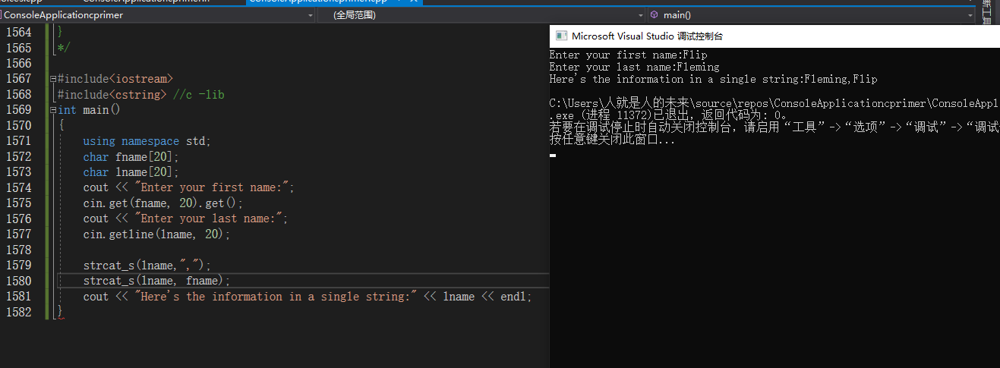 ConsoleApplicationcprimer
(全局范围)
main()
1564 }
1565 */
1566
1567 #include<iostream>
1568 #include<cstring> //c -lib
1569 int main()
1570 {
1571 using namespace std;
1572 char fname[20];
1573 char lname[20];
1574 cout << "Enter your first name:";
1575 cin.get(fname, 20).get();
1576 cout << "Enter your last name:";
1577 cin.getline(lname, 20);
1578
1579 strcat_s(lname,",");
1580 strcat_s(lname, fname);
1581 cout << "Here's the information in a single string:" << lname << endl;
1582 }
Microsoft Visual Studio 调试控制台
Enter your first name:Flip
Enter your last name:Fleming
Here's the information in a single string:Fleming,Flip
C:\Users\人就是人的未来\source\repos\ConsoleApplicationcprimer\ConsoleAppl
.exe (进程 11372)已退出，返回代码为: 0。
若要在调试停止时自动关闭控制台，请启用“工具”->“选项”->“调试”->“调试
按任意键关闭此窗口...